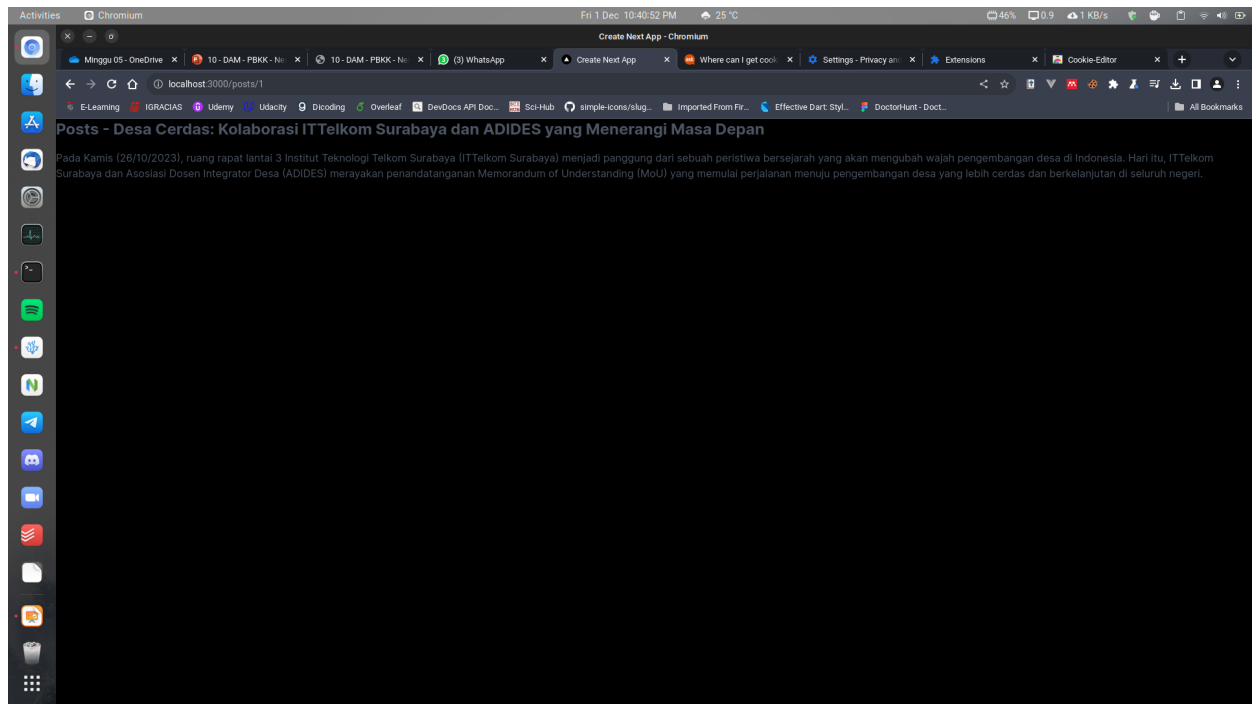 Activities Chromium Fri 1 Dec 10:40:52 PM 25 °C 46% 0.9 1 KB/s
Create Next App - Chromium
Minggu 05 - OneDrive 10 - DAM - PBKK - Ne 10 - DAM - PBKK - Ne (3) WhatsApp Create Next App Where can I get cook Settings - Privacy and Extensions Cookie-Editor
localhost:3000/posts/1
E-Learning IGRACIAS Udemy Udacity Dicoding Overleaf DevDocs API Doc... Sci-Hub simple-icons/slug... Imported From Fir... Effective Dart: Styl... DoctorHunt - Doct... All Bookmarks
Posts - Desa Cerdas: Kolaborasi ITTelkom Surabaya dan ADIDES yang Menerangi Masa Depan
Pada Kamis (26/10/2023), ruang rapat lantai 3 Institut Teknologi Telkom Surabaya (ITTelkom Surabaya) menjadi panggung dari sebuah peristiwa bersejarah yang akan mengubah wajah pengembangan desa di Indonesia. Hari itu, ITTelkom
Surabaya dan Asosiasi Dosen Integrator Desa (ADIDES) merayakan penandatanganan Memorandum of Understanding (MoU) yang memulai perjalanan menuju pengembangan desa yang lebih cerdas dan berkelanjutan di seluruh negeri.